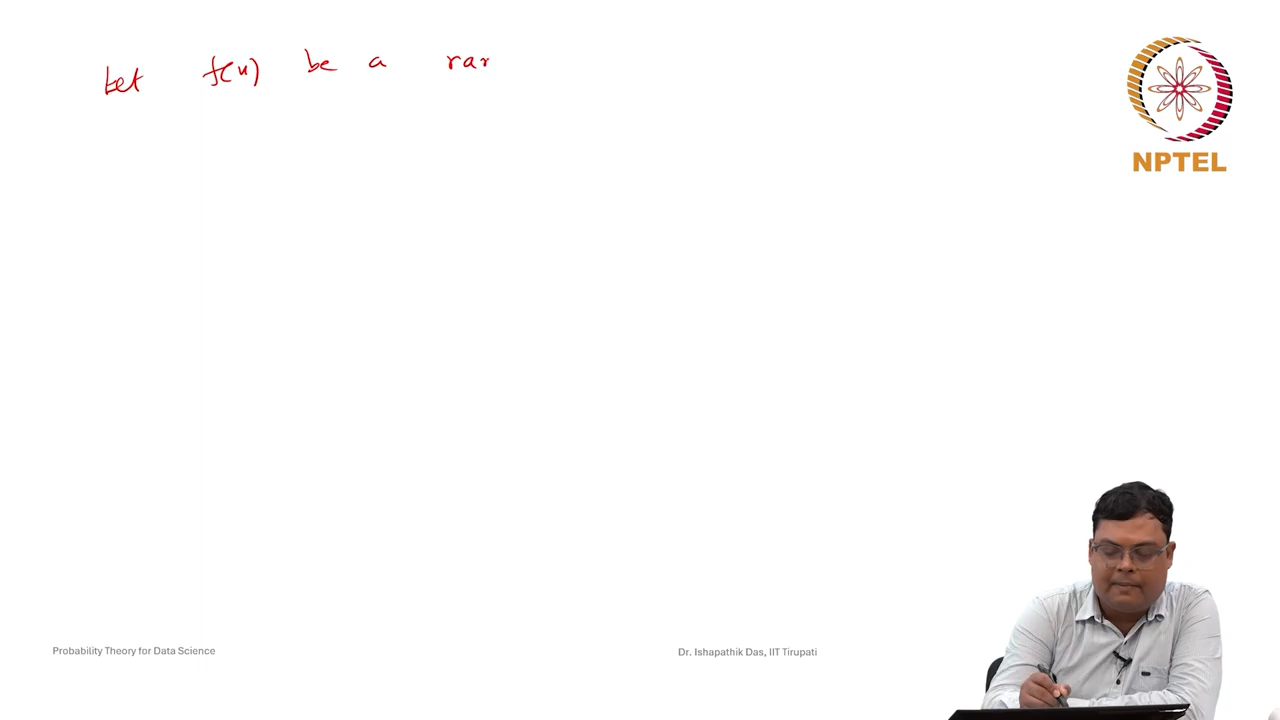 Let f(x) be a rar
NPTEL
Probability Theory for Data Science
Dr. Ishapathik Das, IIT Tirupati